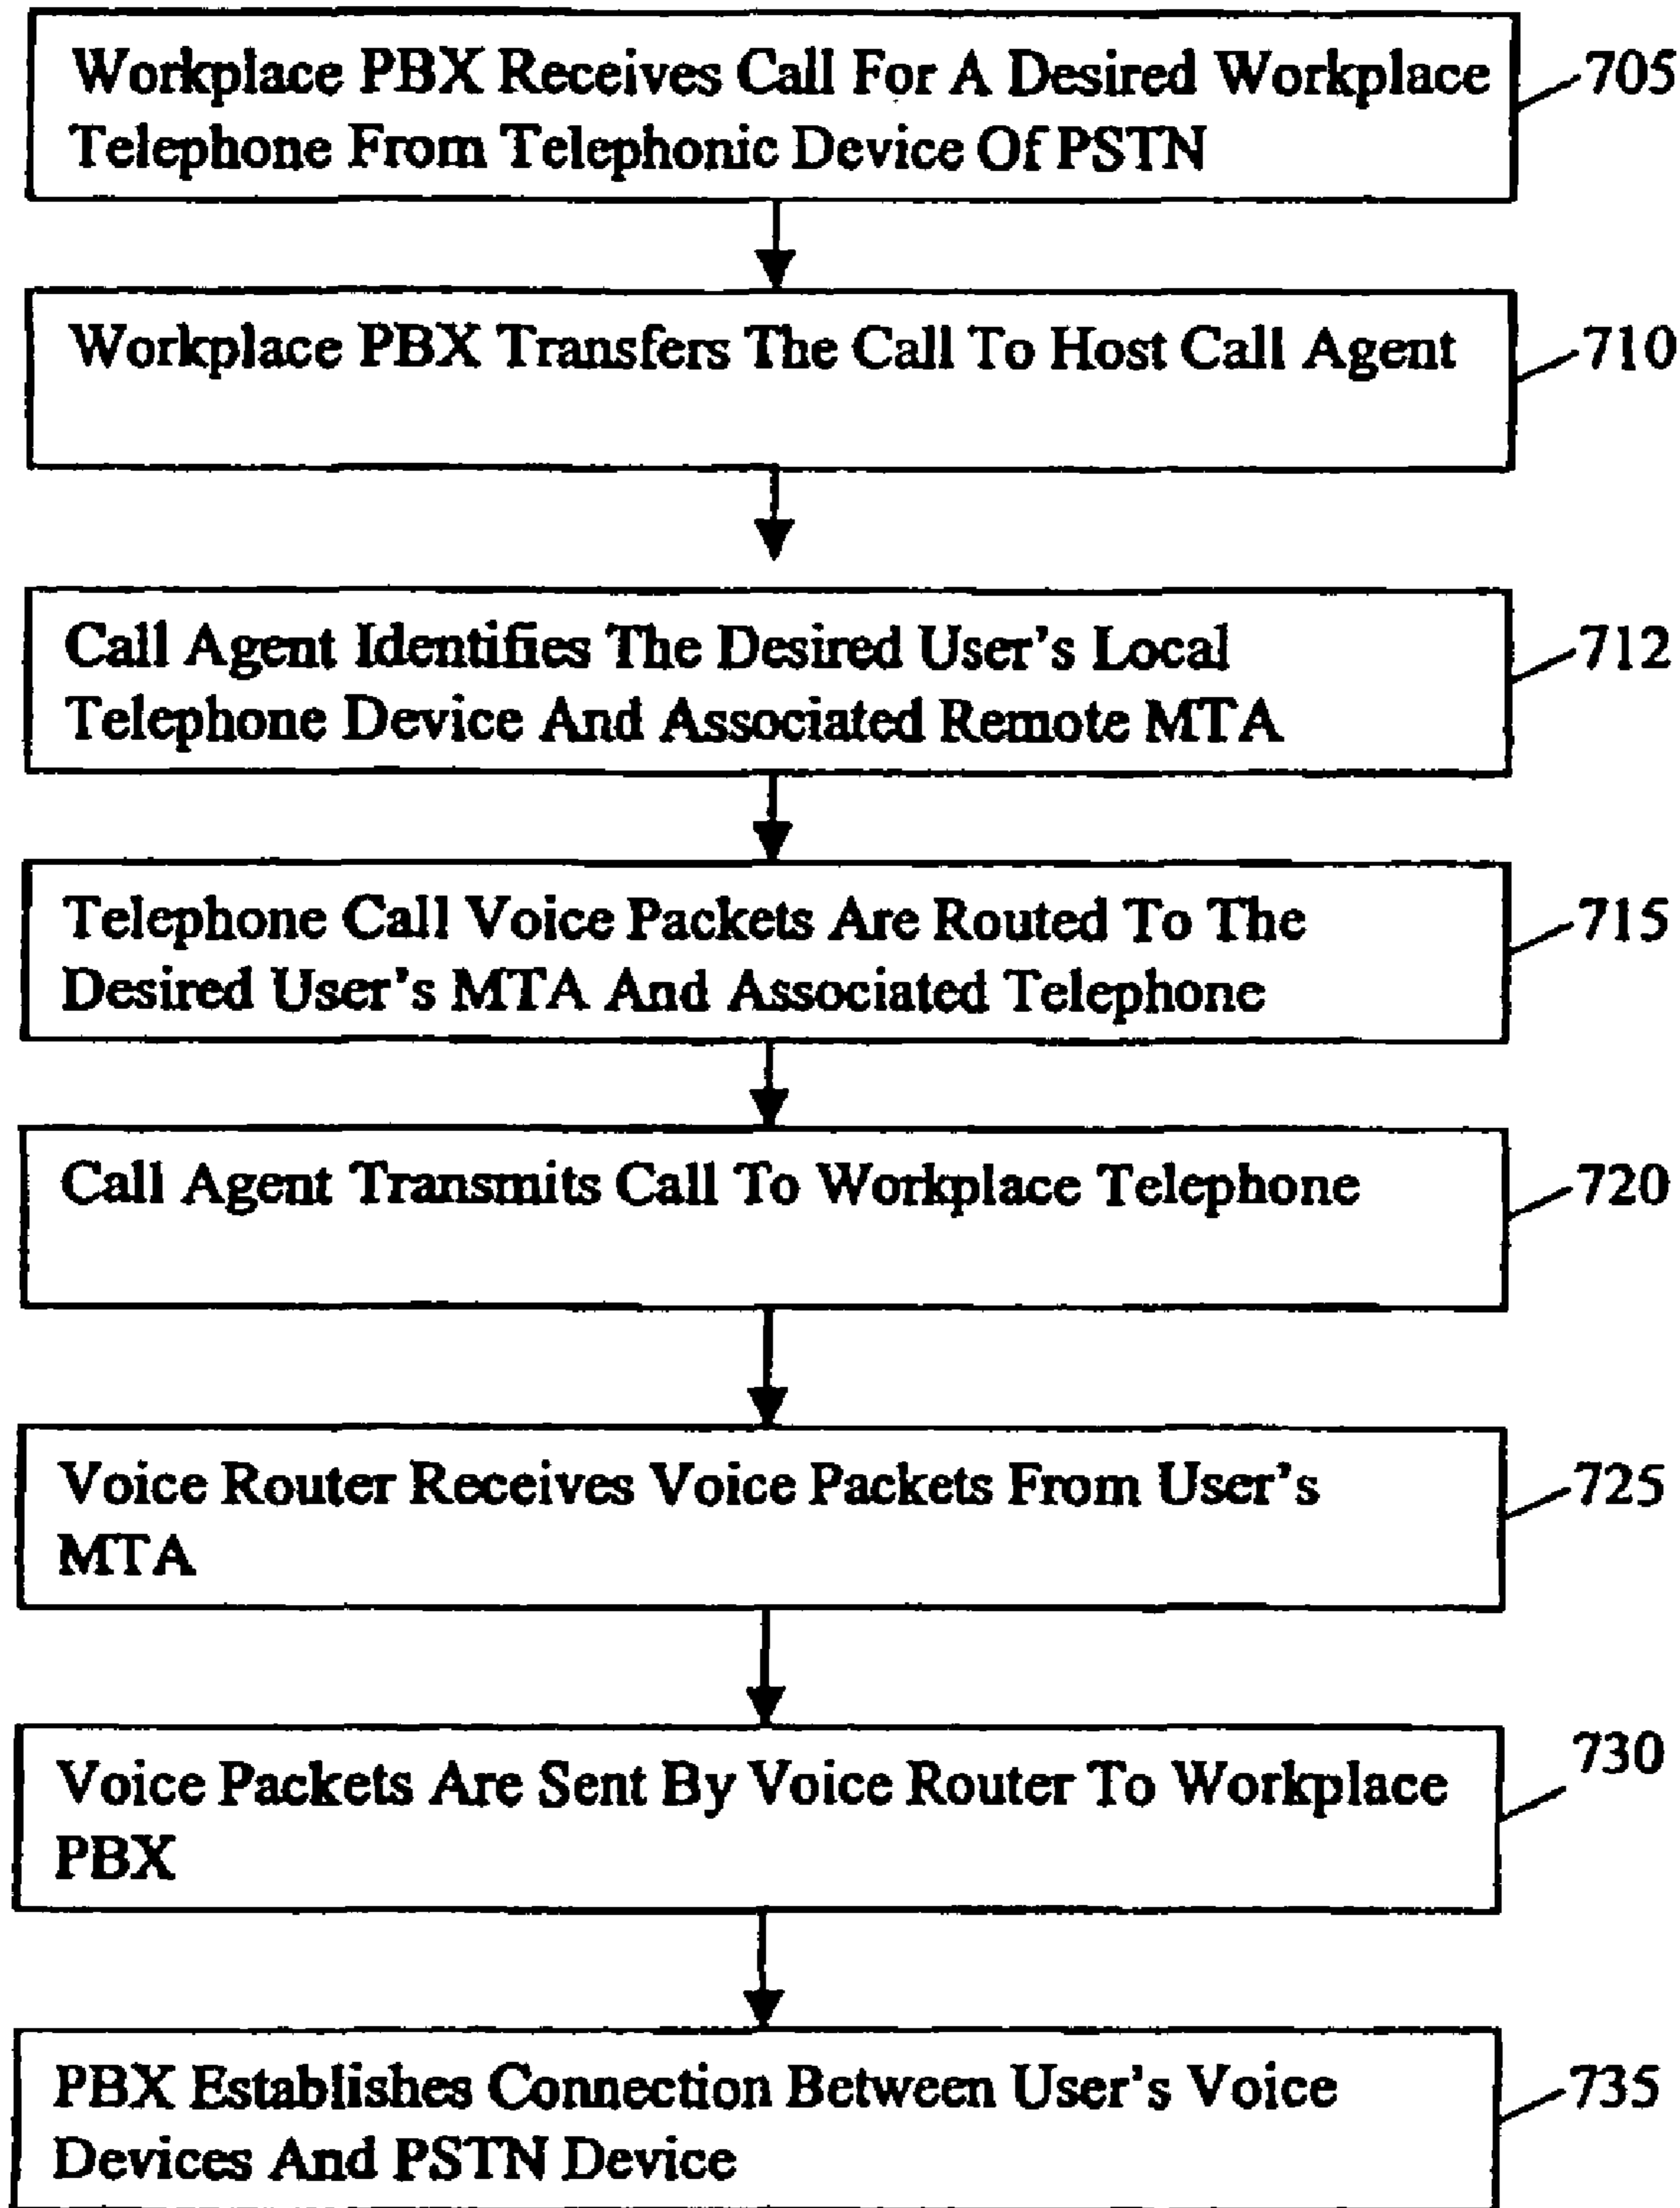 Workplace PBX Receives Call For A Desired Workplace
Telephone From Telephonic Device Of PSTN
705
Workplace PBX Transfers The Call To Host Call Agent
710
Call Agent Identifies The Desired User's Local
Telephone Device And Associated Remote MTA
712
Telephone Call Voice Packets Are Routed To The
Desired User's MTA And Associated Telephone
715
Call Agent Transmits Call To Workplace Telephone
720
Voice Router Receives Voice Packets From User's
MTA
725
Voice Packets Are Sent By Voice Router To Workplace
PBX
730
PBX Establishes Connection Between User's Voice
Devices And PSTN Device
735